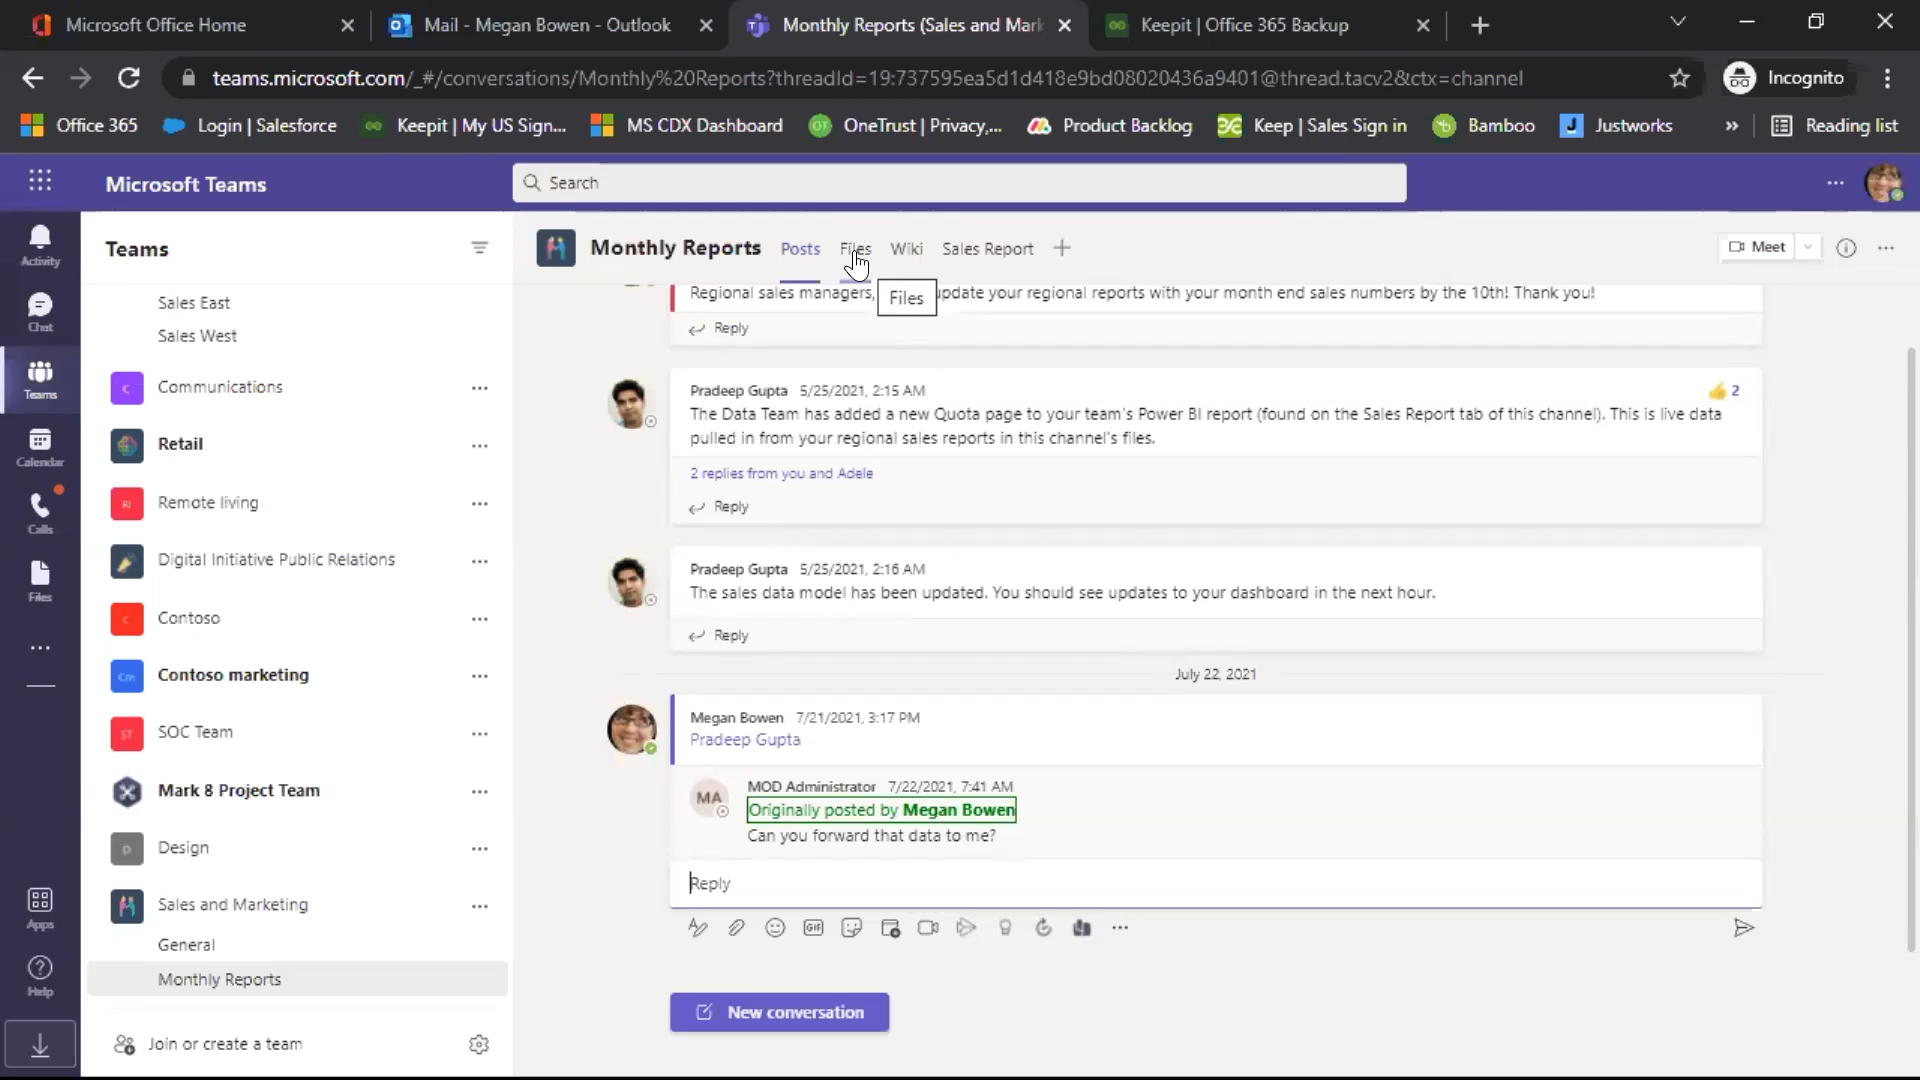 Microsoft Office Home
Mail - Megan Bowen - Outlook
Monthly Reports (Sales and Mark
Keepit | Office 365 Backup
teams.microsoft.com/_#/conversations/Monthly%20Reports?threadId=19:737595ea5d1d418e9bd08020436a9401@thread.tacv2&ctx=channel
Incognito
Office 365
Login | Salesforce
Keepit | My US Sign...
MS CDX Dashboard
OneTrust | Privacy,...
Product Backlog
Keep | Sales Sign in
Bamboo
Justworks
Reading list
Microsoft Teams
Search
Activity
Chat
Teams
Calendar
Calls
Files
Apps
Help
Teams
Sales East
Sales West
C
Communications
Retail
Rl
Remote living
Digital Initiative Public Relations
C
Contoso
Cm
Contoso marketing
ST
SOC Team
Mark 8 Project Team
D
Design
Sales and Marketing
General
Monthly Reports
Join or create a team
Monthly Reports
Posts
Files
Wiki
Sales Report
Meet
Files
Regional sales managers, update your regional reports with your month end sales numbers by the 10th! Thank you!
Reply
Pradeep Gupta 5/25/2021, 2:15 AM
2
The Data Team has added a new Quota page to your team's Power BI report (found on the Sales Report tab of this channel). This is live data
pulled in from your regional sales reports in this channel's files.
2 replies from you and Adele
Reply
Pradeep Gupta 5/25/2021, 2:16 AM
The sales data model has been updated. You should see updates to your dashboard in the next hour.
Reply
July 22, 2021
Megan Bowen 7/21/2021, 3:17 PM
Pradeep Gupta
MA
MOD Administrator 7/22/2021, 7:41 AM
Originally posted by Megan Bowen
Can you forward that data to me?
Reply
GIF
New conversation